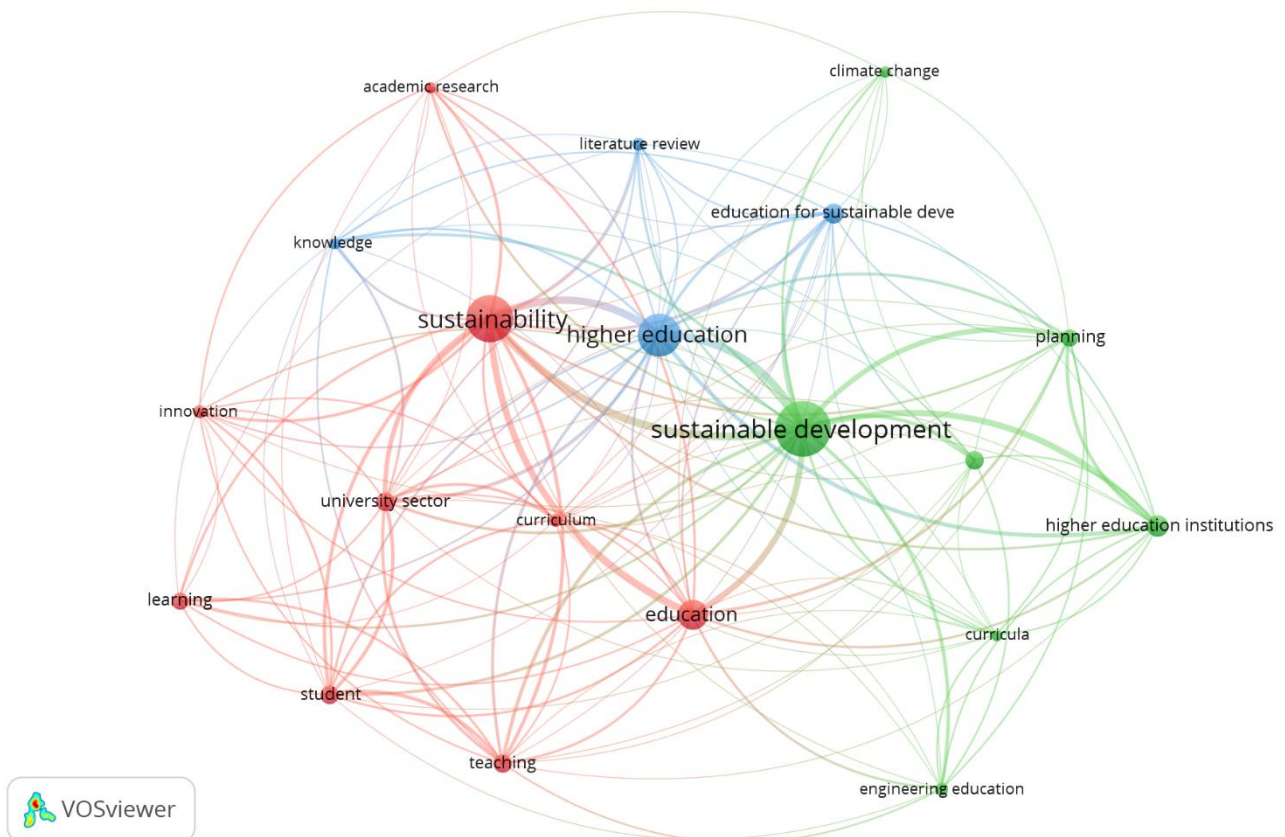 climate change
academic research
literature review
education for sustainable deve
knowledge
sustainability
higher education
planning
innovation
sustainable development
university sector
curriculum
higher education institutions
learning
education
curricula
student
teaching
engineering education
VOSviewer